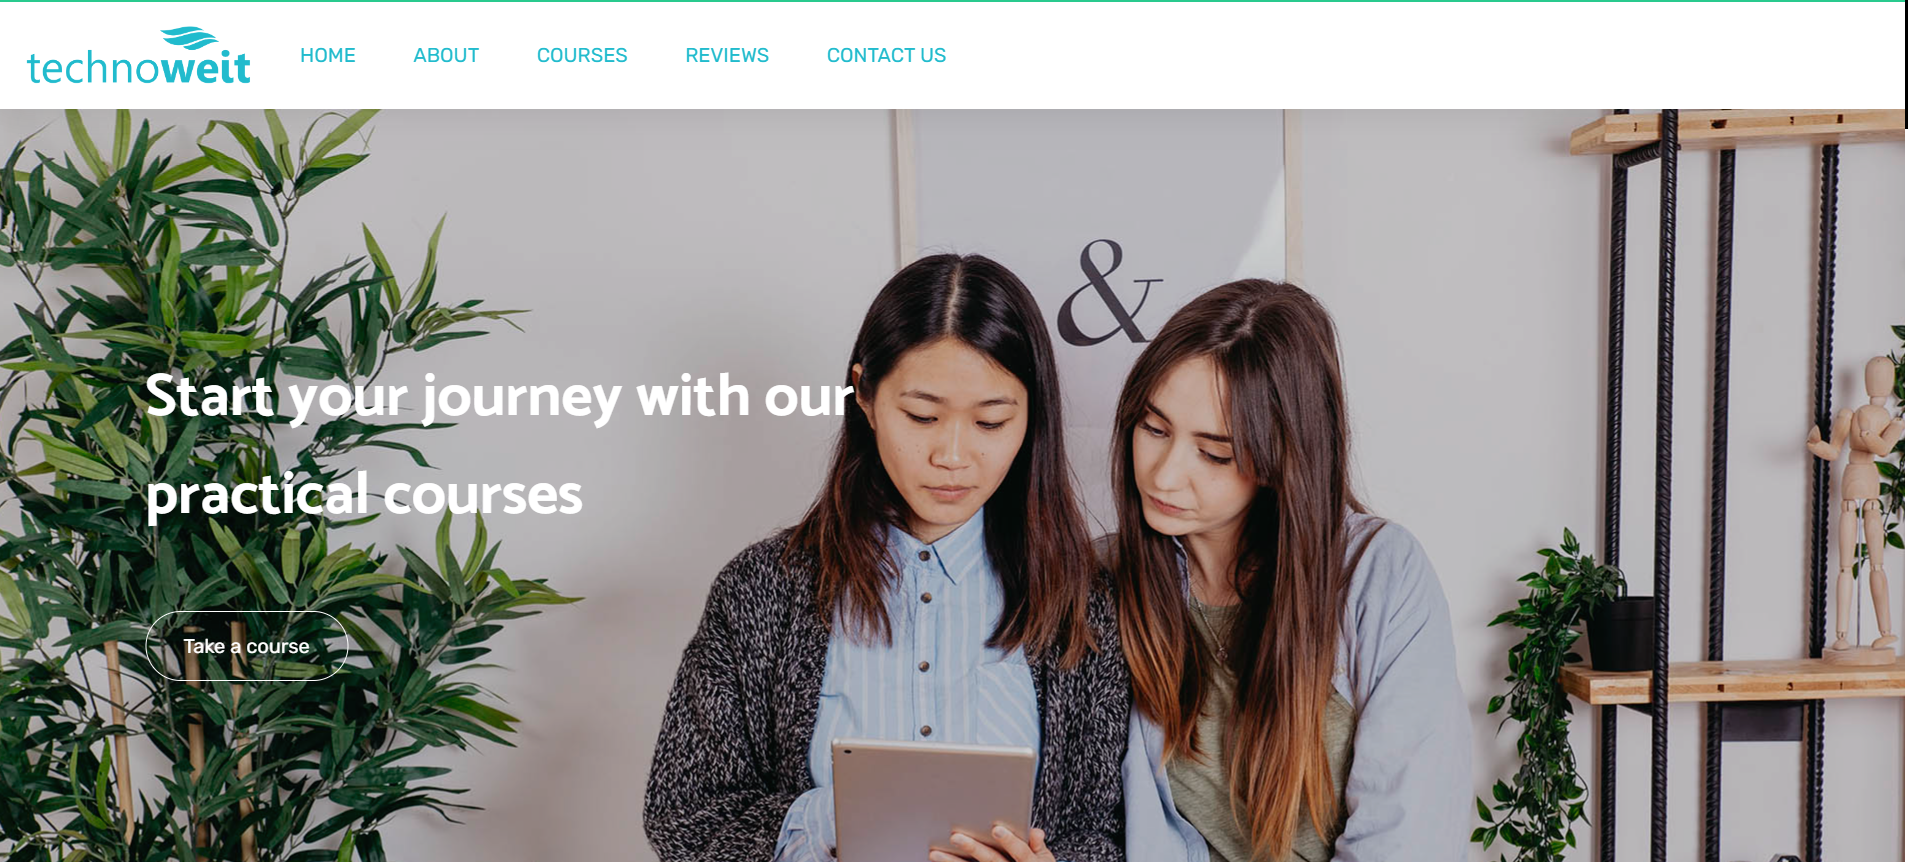 technoweit
HOME
ABOUT
COURSES
REVIEWS
CONTACT US
&
Start your journey with our
practical courses
Take a course